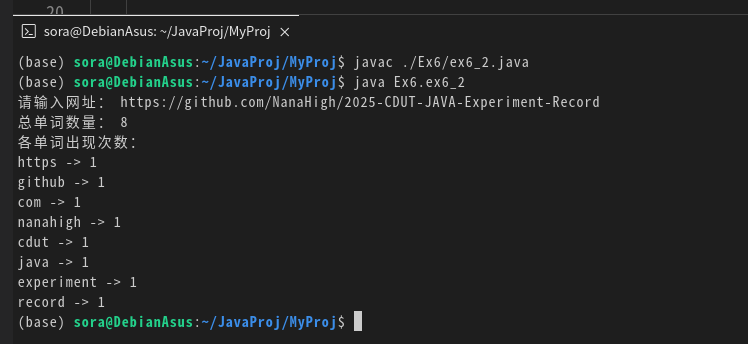 20
sora@DebianAsus: ~/JavaProj/MyProj ×
(base) sora@DebianAsus:~/JavaProj/MyProj$ javac ./Ex6/ex6_2.java
(base) sora@DebianAsus:~/JavaProj/MyProj$ java Ex6.ex6_2
请输入网址: https://github.com/NanaHigh/2025-CDUT-JAVA-Experiment-Record
总单词数量: 8
各单词出现次数:
https -> 1
github -> 1
com -> 1
nanahigh -> 1
cdut -> 1
java -> 1
experiment -> 1
record -> 1
(base) sora@DebianAsus:~/JavaProj/MyProj$